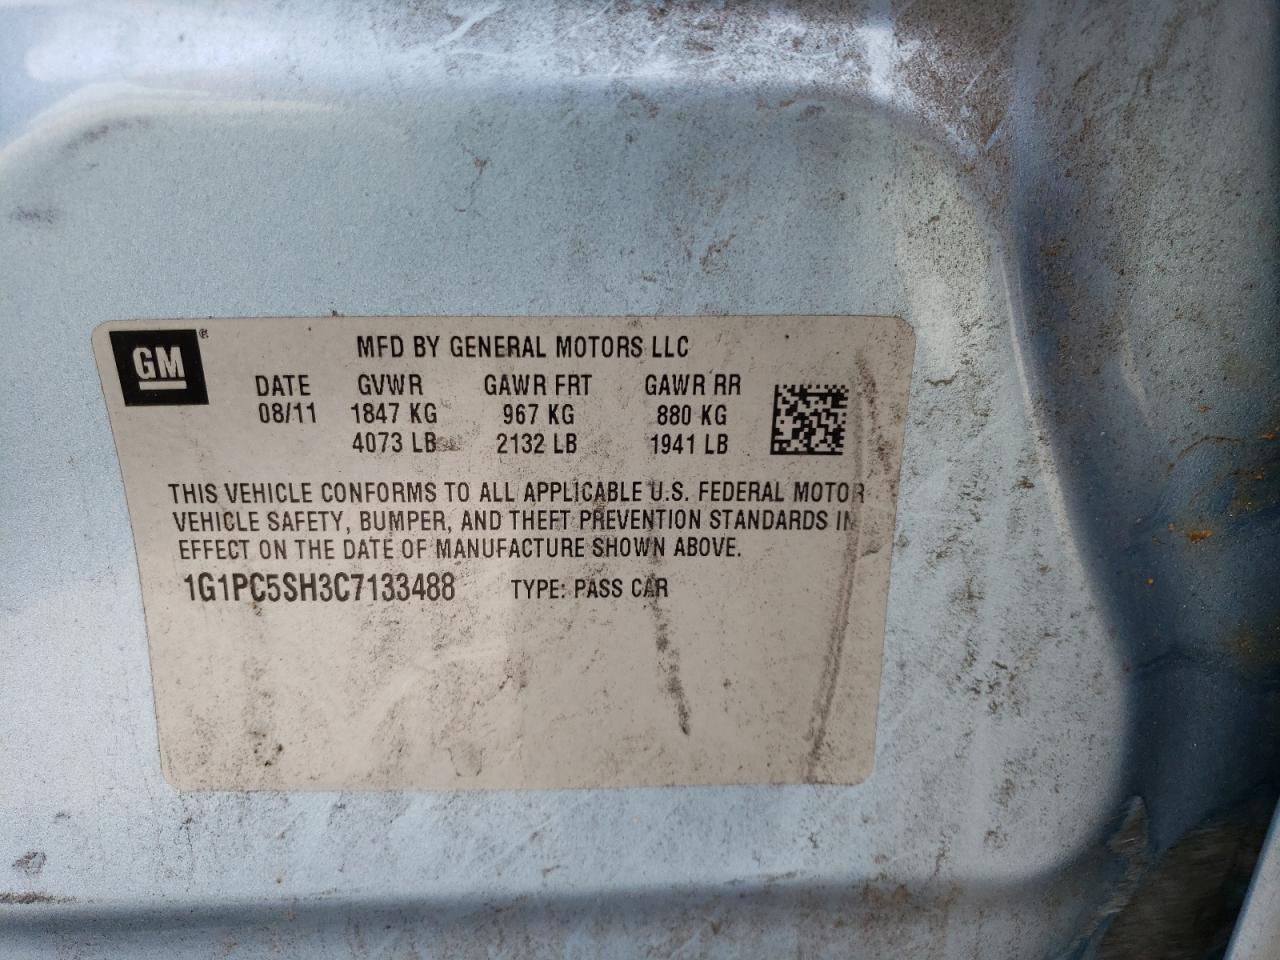 GM®
MFD BY GENERAL MOTORS LLC
DATE GVWR GAWR FRT GAWR RR
08/11 1847 KG 967 KG 880 KG
4073 LB 2132 LB 1941 LB
THIS VEHICLE CONFORMS TO ALL APPLICABLE U.S. FEDERAL MOTOR
VEHICLE SAFETY, BUMPER, AND THEFT PREVENTION STANDARDS IN
EFFECT ON THE DATE OF MANUFACTURE SHOWN ABOVE.
1G1PC5SH3C7133488 TYPE: PASS CAR